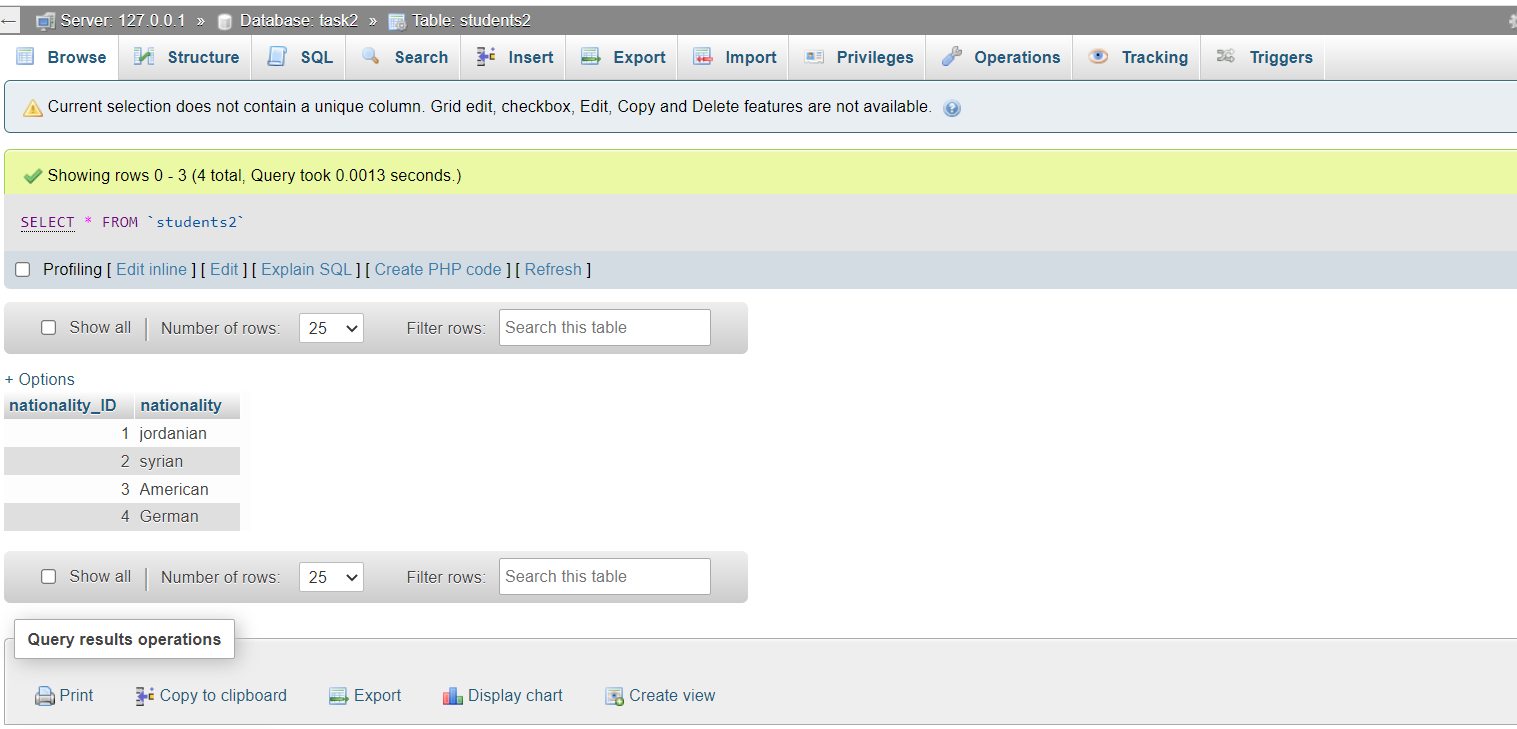 ← Server: 127.0.0.1 » Database: task2 » Table: students2
Browse Structure SQL Search Insert Export Import Privileges Operations Tracking Triggers
Current selection does not contain a unique column. Grid edit, checkbox, Edit, Copy and Delete features are not available.
Showing rows 0 - 3 (4 total, Query took 0.0013 seconds.)
SELECT * FROM `students2`
Profiling [ Edit inline ] [ Edit ] [ Explain SQL ] [ Create PHP code ] [ Refresh ]
Show all | Number of rows: 25 Filter rows: Search this table
+ Options
nationality_ID nationality
1 jordanian
2 syrian
3 American
4 German
Show all | Number of rows: 25 Filter rows: Search this table
Query results operations
Print Copy to clipboard Export Display chart Create view